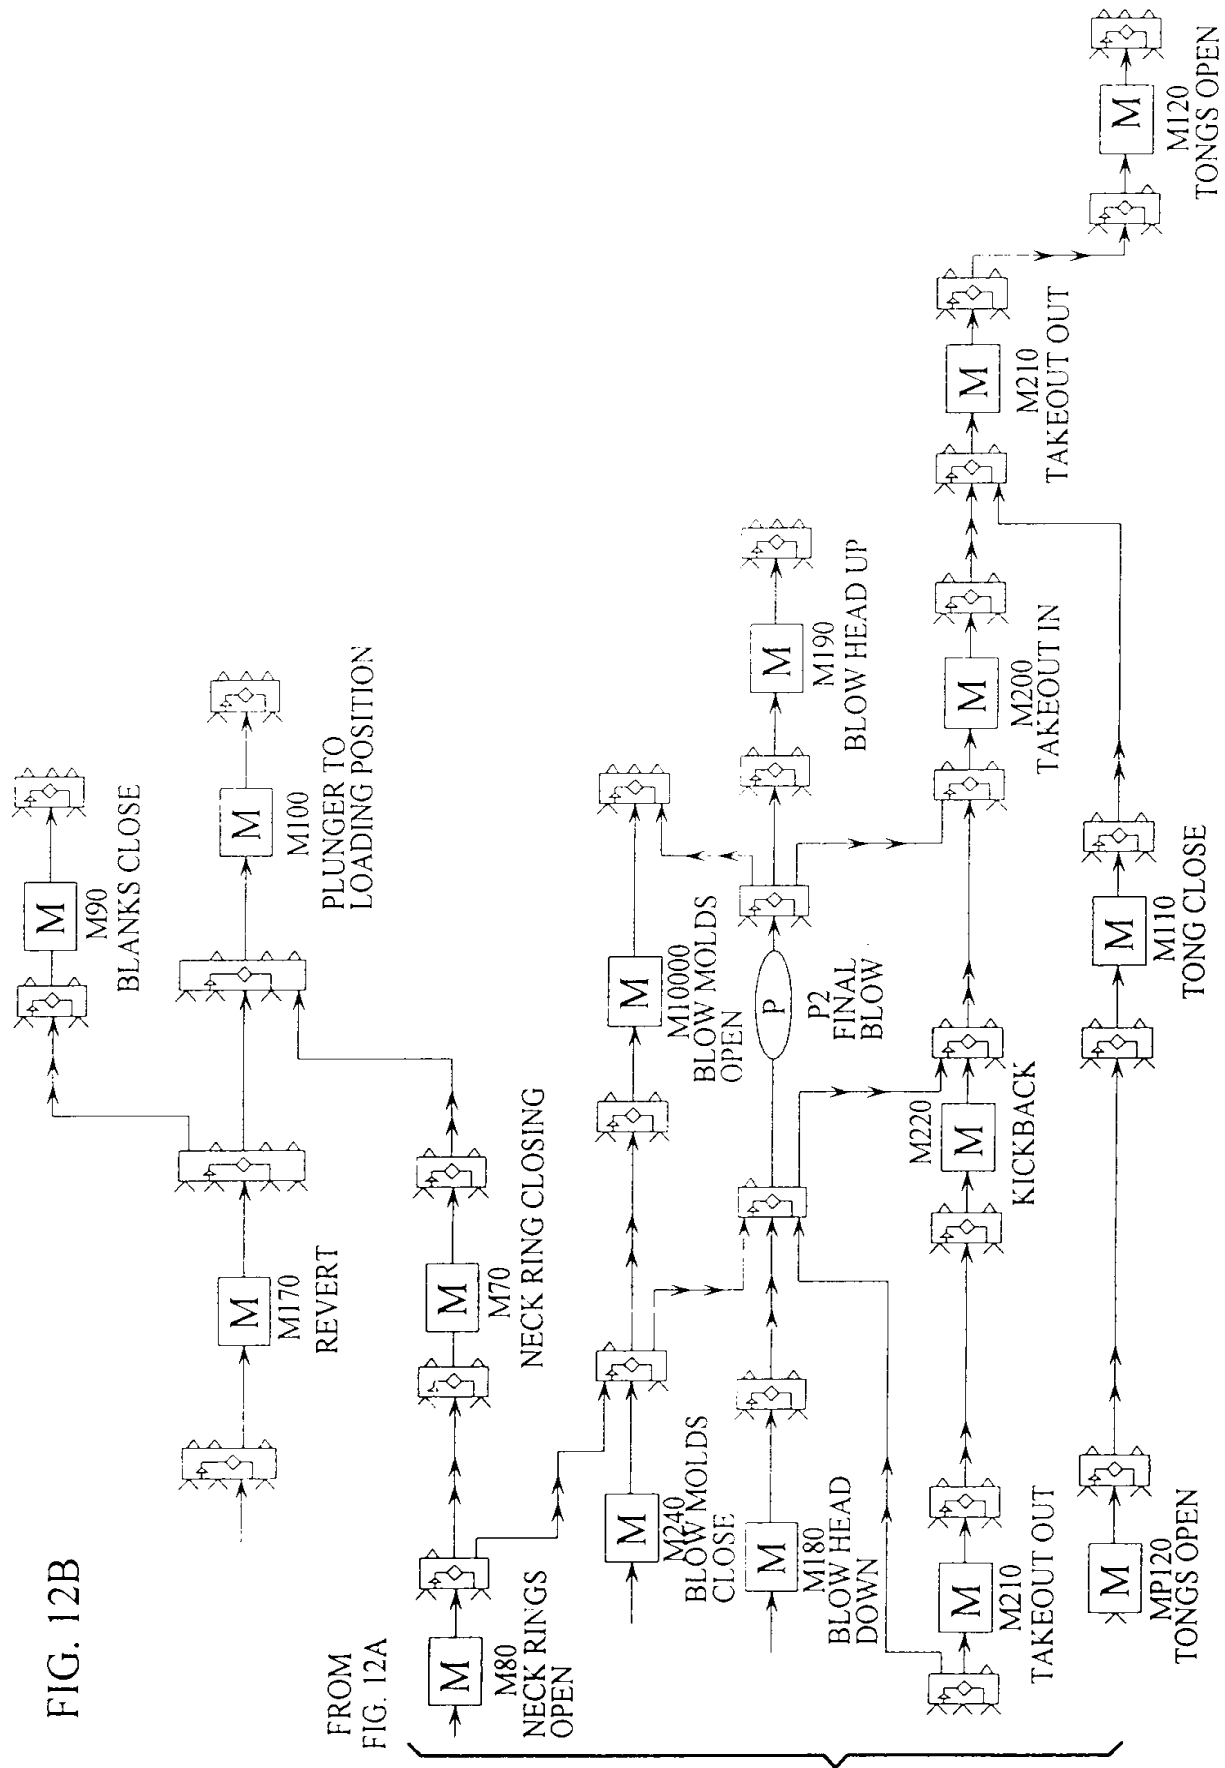 FIG. 12B
FROM
FIG. 12A
M
M90
BLANKS CLOSE
M
M170
REVERT
M
M100
PLUNGER TO
LOADING POSITION
M
M80
NECK RINGS
OPEN
M
M70
NECK RING CLOSING
M
M240
BLOW MOLDS
CLOSE
M
M10000
BLOW MOLDS
OPEN
M
M180
BLOW HEAD
DOWN
P
P2
FINAL
BLOW
M
M190
BLOW HEAD UP
M
M210
TAKEOUT OUT
M220
M
KICKBACK
M
M200
TAKEOUT IN
M
M210
TAKEOUT OUT
M
MP120
TONGS OPEN
M
M110
TONG CLOSE
M
M120
TONGS OPEN